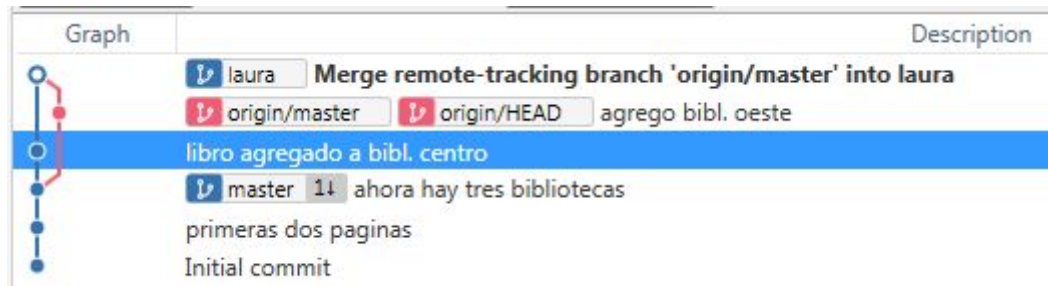 Graph Description
laura Merge remote-tracking branch 'origin/master' into laura
origin/master origin/HEAD agrego bibl. oeste
libro agregado a bibl. centro
master 1↓ ahora hay tres bibliotecas
primeras dos paginas
Initial commit